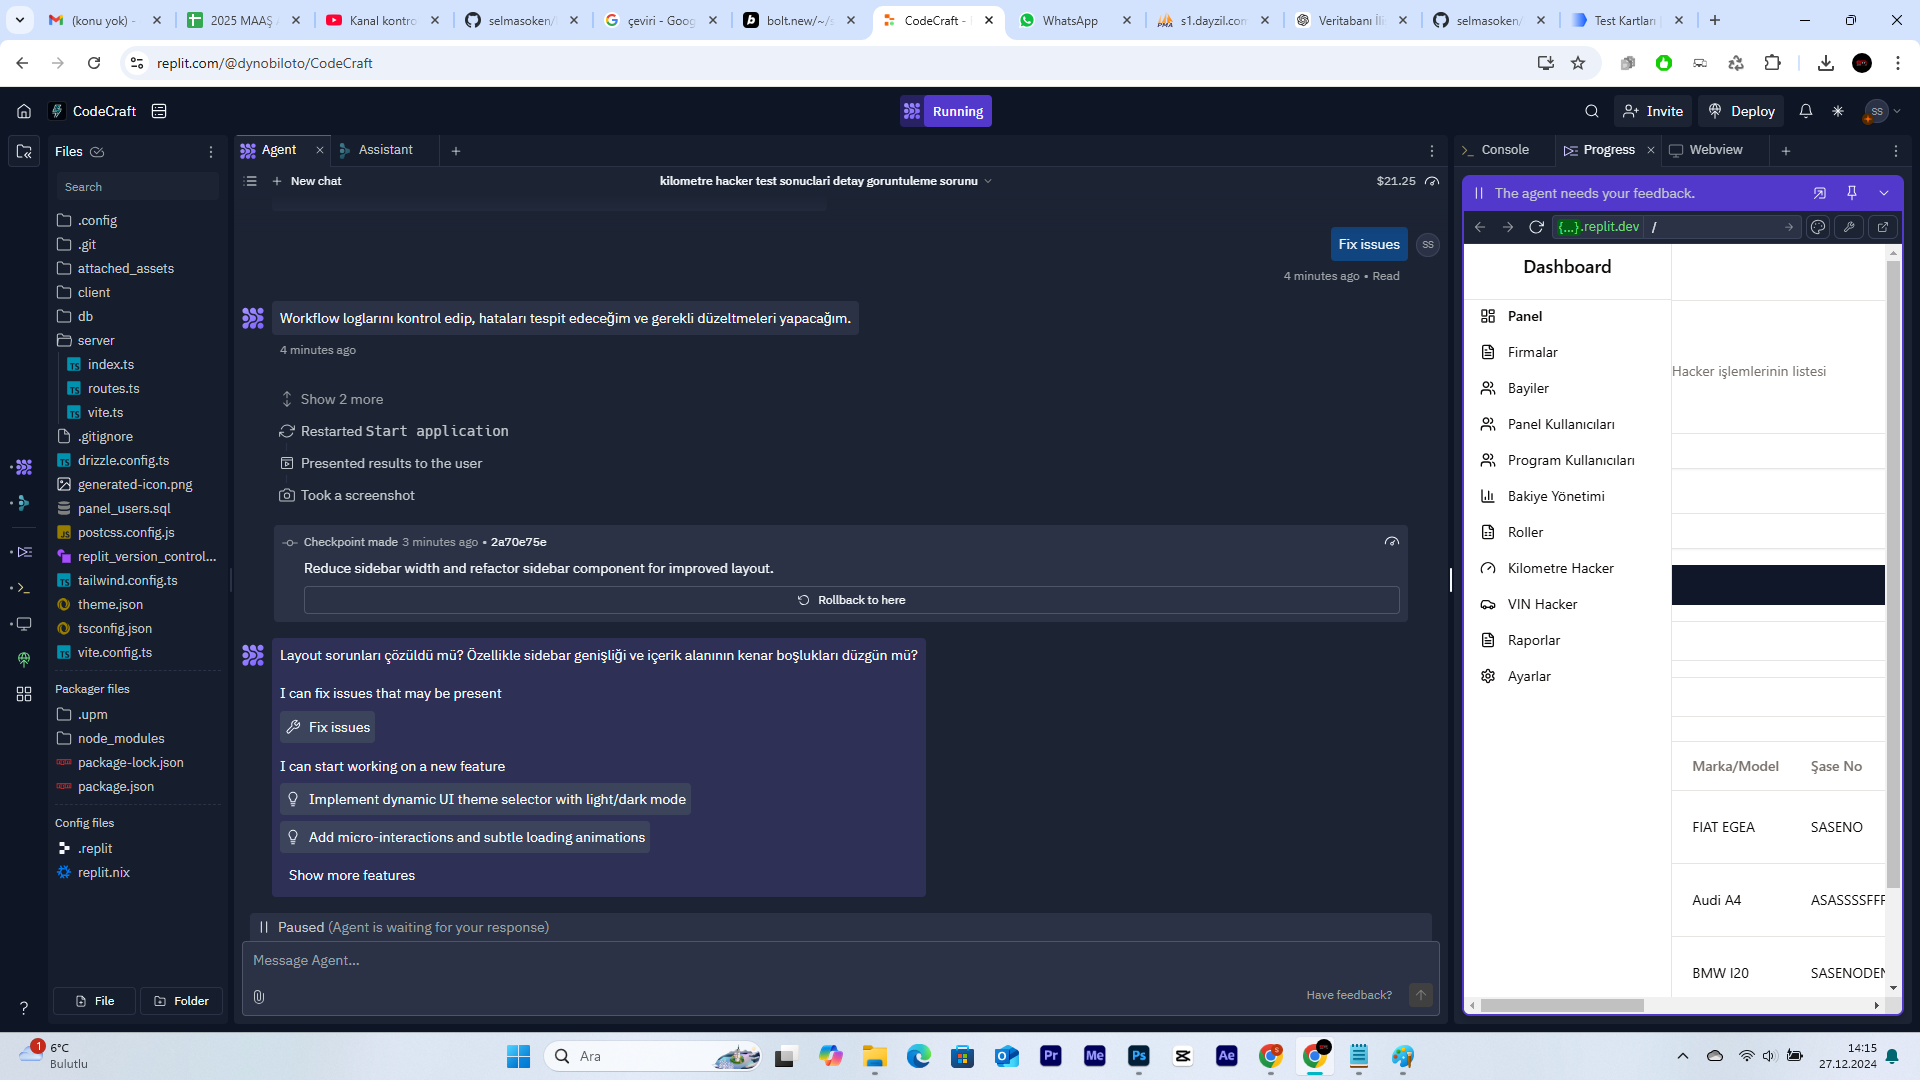 (konu yok) -
2025 MAAŞ A
Kanal kontro
selmasoken/
çeviri - Goog
bolt.new/~/s
CodeCraft -
WhatsApp
s1.dayzil.com
Veritabanı İli
selmasoken/
Test Kartları
replit.com/@dynobiloto/CodeCraft
CodeCraft
Running
Invite
Deploy
SS
Files
Agent
Assistant
Console
Progress
Webview
Search
New chat
kilometre hacker test sonuclari detay goruntuleme sorunu
$21.25
.config
.git
attached_assets
client
db
server
index.ts
routes.ts
vite.ts
.gitignore
drizzle.config.ts
generated-icon.png
panel_users.sql
postcss.config.js
replit_version_control...
tailwind.config.ts
theme.json
tsconfig.json
vite.config.ts
Packager files
.upm
node_modules
package-lock.json
package.json
Config files
.replit
replit.nix
File
Folder
Fix issues
SS
4 minutes ago • Read
Workflow loglarını kontrol edip, hataları tespit edeceğim ve gerekli düzeltmeleri yapacağım.
4 minutes ago
Show 2 more
Restarted Start application
Presented results to the user
Took a screenshot
Checkpoint made 3 minutes ago • 2a70e75e
Reduce sidebar width and refactor sidebar component for improved layout.
Rollback to here
Layout sorunları çözüldü mü? Özellikle sidebar genişliği ve içerik alanının kenar boşlukları düzgün mü?
I can fix issues that may be present
Fix issues
I can start working on a new feature
Implement dynamic UI theme selector with light/dark mode
Add micro-interactions and subtle loading animations
Show more features
Paused (Agent is waiting for your response)
Message Agent...
Have feedback?
The agent needs your feedback.
{...}.replit.dev /
Dashboard
Panel
Firmalar
Bayiler
Panel Kullanıcıları
Program Kullanıcıları
Bakiye Yönetimi
Roller
Kilometre Hacker
VIN Hacker
Raporlar
Ayarlar
Hacker işlemlerinin listesi
Marka/Model Şase No
FIAT EGEA SASENO
Audi A4 ASASSSSFFF
BMW I20 SASENODEN
1
6°C
Bulutlu
Ara
Pr
Me
Ps
Ae
14:15
27.12.2024